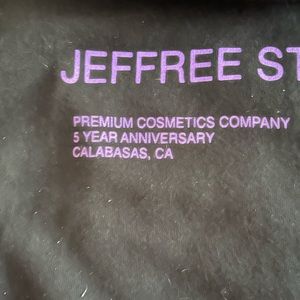 JEFFREE ST
PREMIUM COSMETICS COMPANY
5 YEAR ANNIVERSARY
CALABASAS, CA